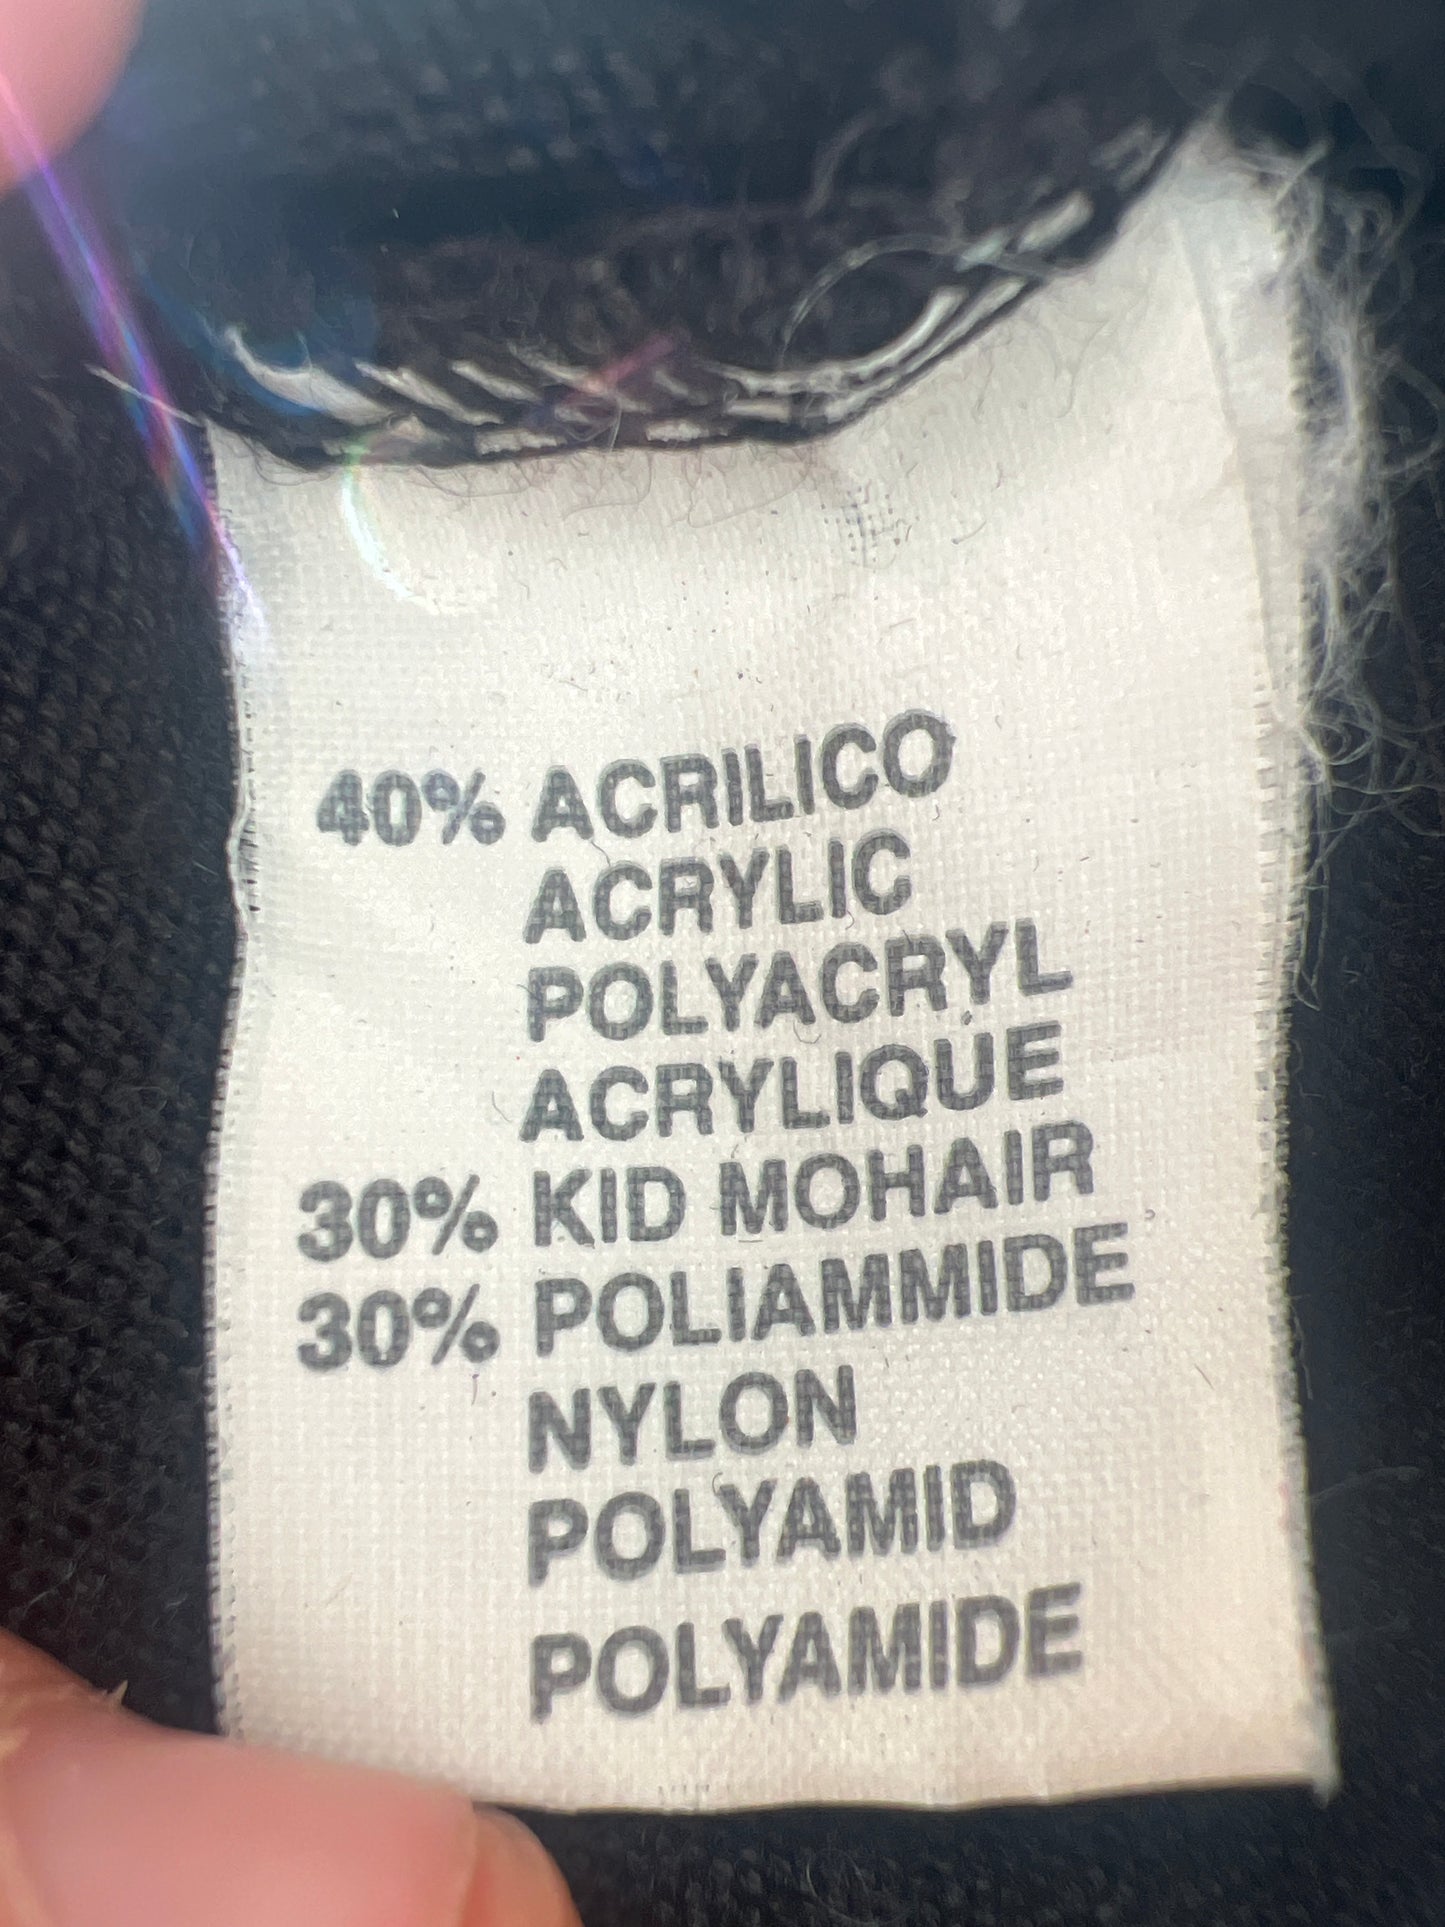 40% ACRILICO
ACRYLIC
POLYACRYL
ACRYLIQUE
30% KID MOHAIR
30% POLIAMMIDE
NYLON
POLYAMID
POLYAMIDE